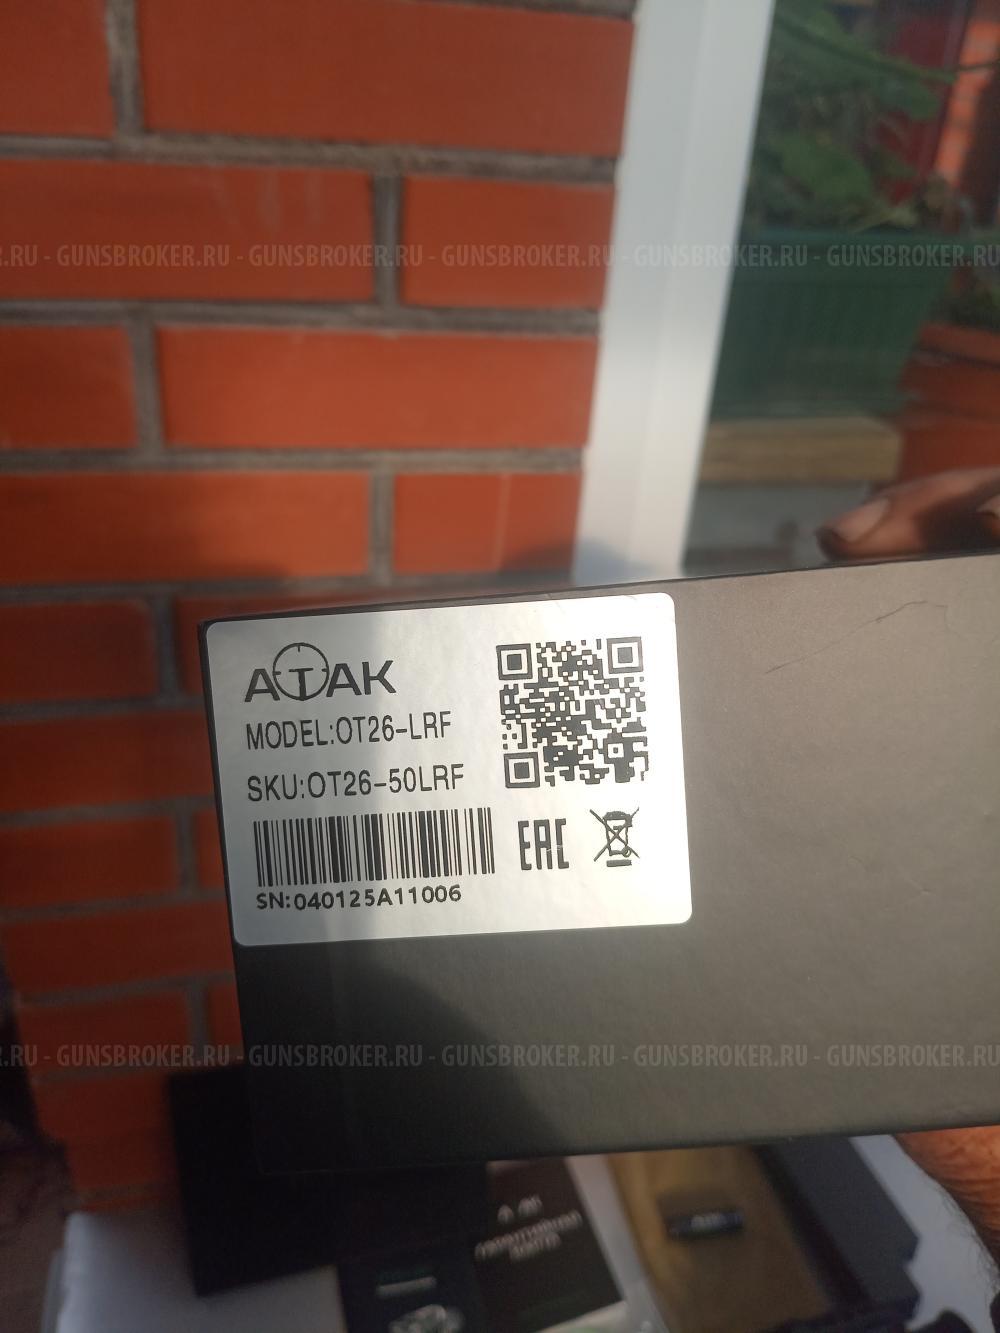 .RU - GUNSBROKER.RU - GUNSBROKER.RU - GUNSBROKER.RU - GUNSBROKER.RU - GUNSBROKER.RU
ATAK
MODEL:OT26-LRF
SKU:OT26-50LRF
EAC
SN:040125A11006
.RU - GUNSBROKER.RU - GUNSBROKER.RU - GUNSBROKER.RU - GUNSBROKER.RU - GUNSBROKER.RU